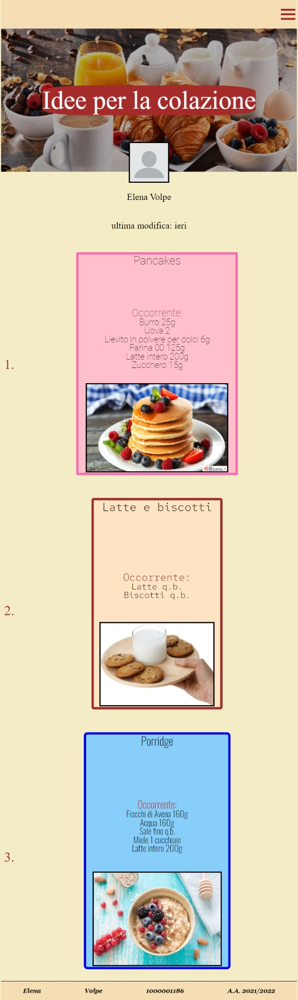 Idee per la colazione
Elena Volpe
ultima modifica: ieri
Pancakes
Occorrente:
Burro 25g
Uova 2
Lievito in polvere per dolci 6g
Farina 00 125g
Latte intero 200g
Zucchero 15g
1.
Ricetta.it
Latte e biscotti
Occorrente:
Latte q.b.
Biscotti q.b.
2.
Porridge
Occorrente:
Fiocchi di Avena 160g
Acqua 160g
Sale fino q.b.
Miele 1 cucchiaio
Latte intero 200g
3.
Elena Volpe 1000001186 A.A. 2021/2022